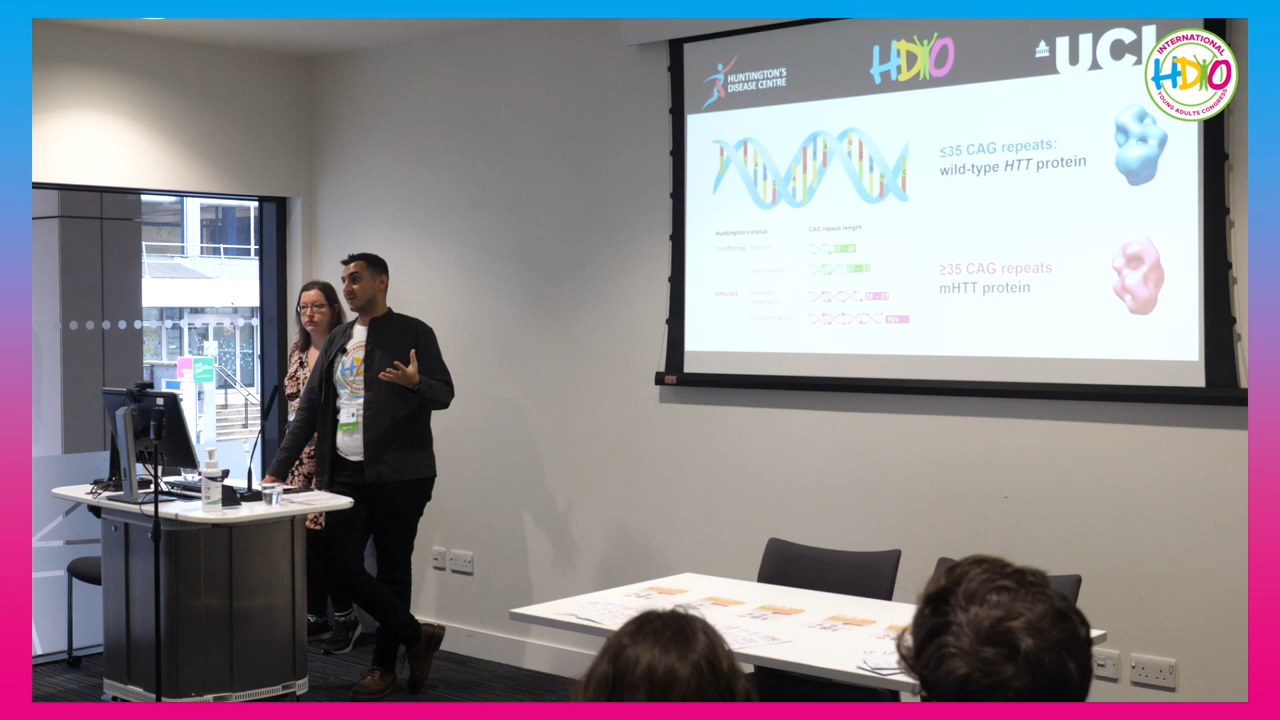 HUNTINGTON'S
DISEASE CENTRE
HDYO
UCL
INTERNATIONAL
HDYO
YOUNG ADULTS CONGRESS
≤35 CAG repeats:
wild-type HTT protein
Huntington's status
CAG repeat length
Unaffected
Affected
≥35 CAG repeats
mHTT protein